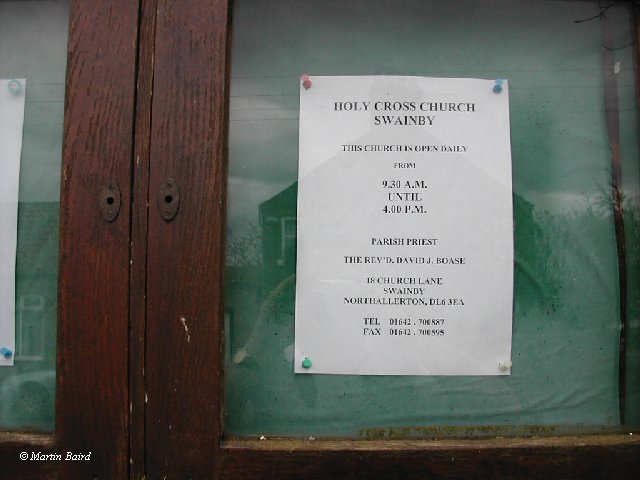 HOLY CROSS CHURCH
SWAINBY
THIS CHURCH IS OPEN DAILY
FROM
9.30 A.M.
UNTIL
4.00 P.M.
PARISH PRIEST
THE REV'D. DAVID J. BOASE
18 CHURCH LANE
SWAINBY
NORTHALLERTON, DL6 3EA
TEL 01642 . 700887
FAX 01642 . 700595
© Martin Baird